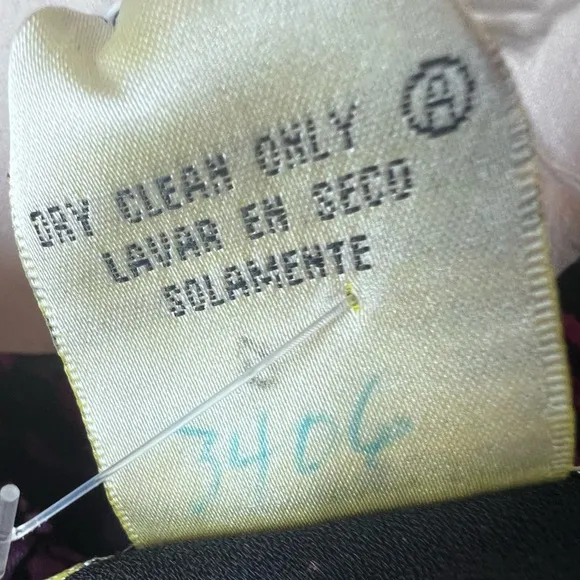 Ⓐ
DRY CLEAN ONLY
LAVAR EN SECO
SOLAMENTE
3406